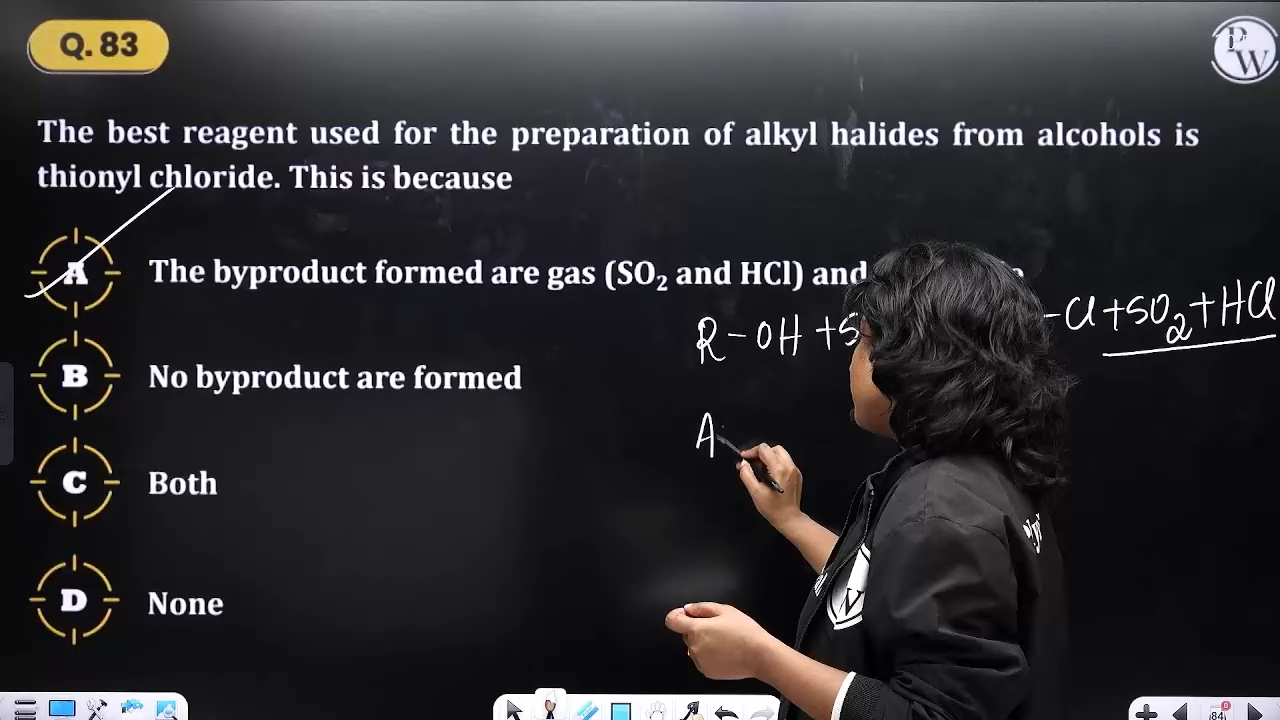 Q. 83
PW
The best reagent used for the preparation of alkyl halides from alcohols is
thionyl chloride. This is because
A The byproduct formed are gas (SO₂ and HCl) and
R-OH +S -Cl+SO₂+HCl
B No byproduct are formed
A
C Both
D None
84